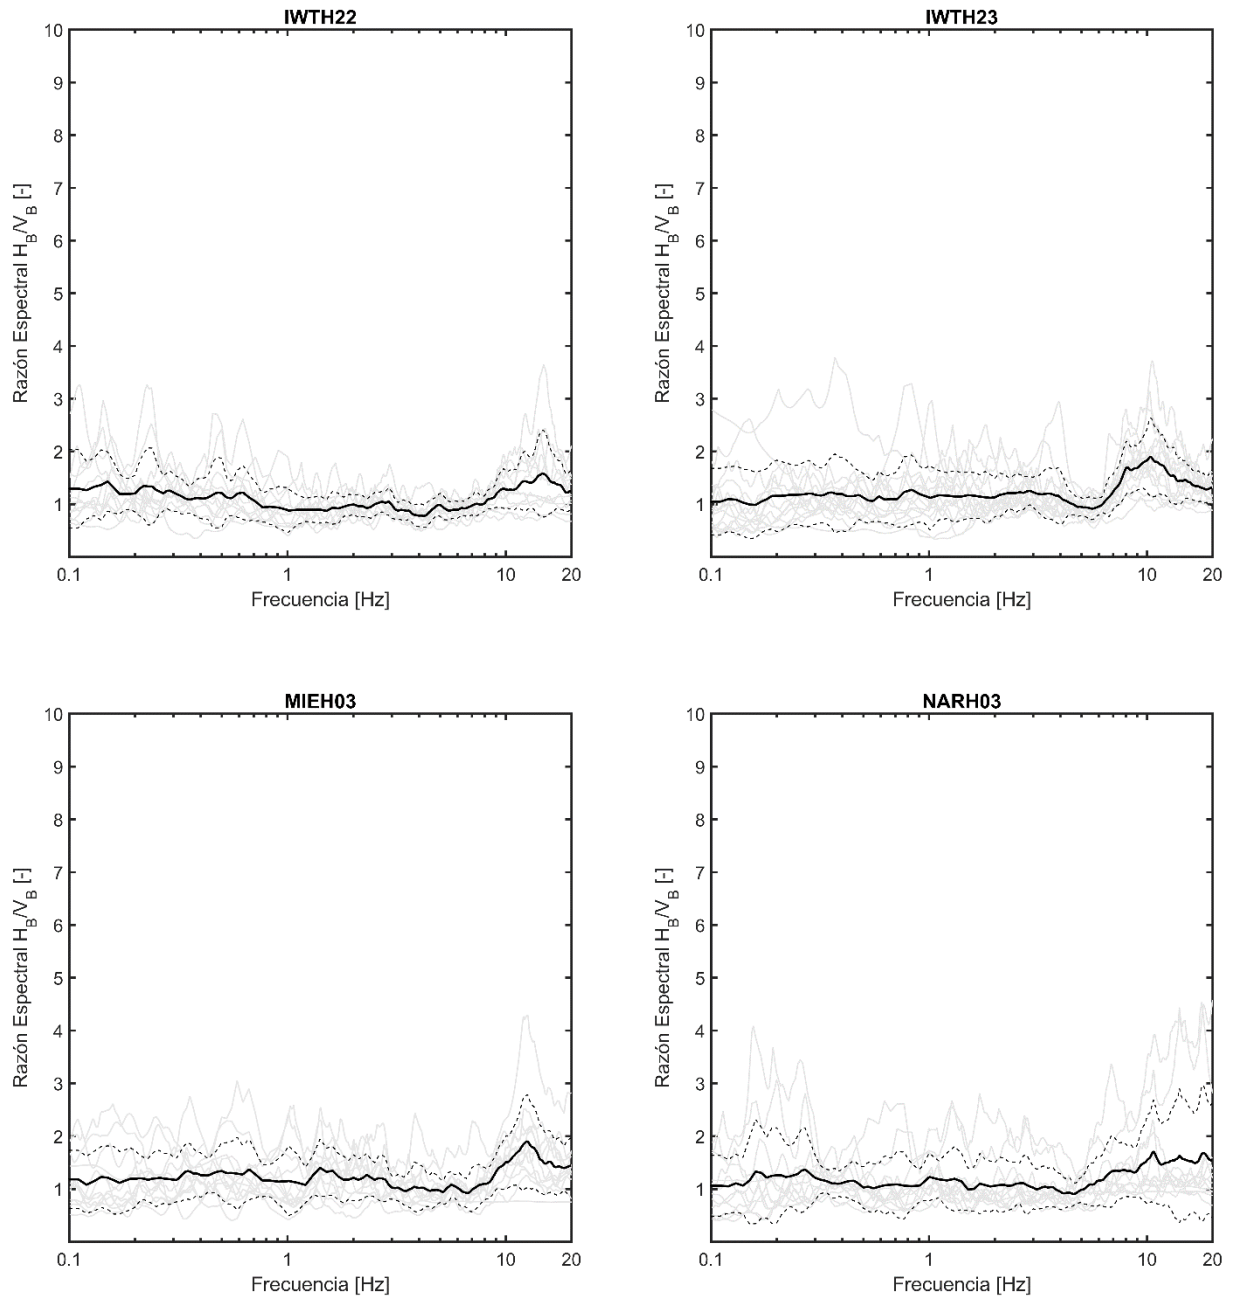 IWTH22
10
9
8
7
6
5
4
3
2
1
Razón Espectral H_B/V_B [-]
0.1 1 10 20
Frecuencia [Hz]
IWTH23
10
9
8
7
6
5
4
3
2
1
Razón Espectral H_B/V_B [-]
0.1 1 10 20
Frecuencia [Hz]
MIEH03
10
9
8
7
6
5
4
3
2
1
Razón Espectral H_B/V_B [-]
0.1 1 10 20
Frecuencia [Hz]
NARH03
10
9
8
7
6
5
4
3
2
1
Razón Espectral H_B/V_B [-]
0.1 1 10 20
Frecuencia [Hz]